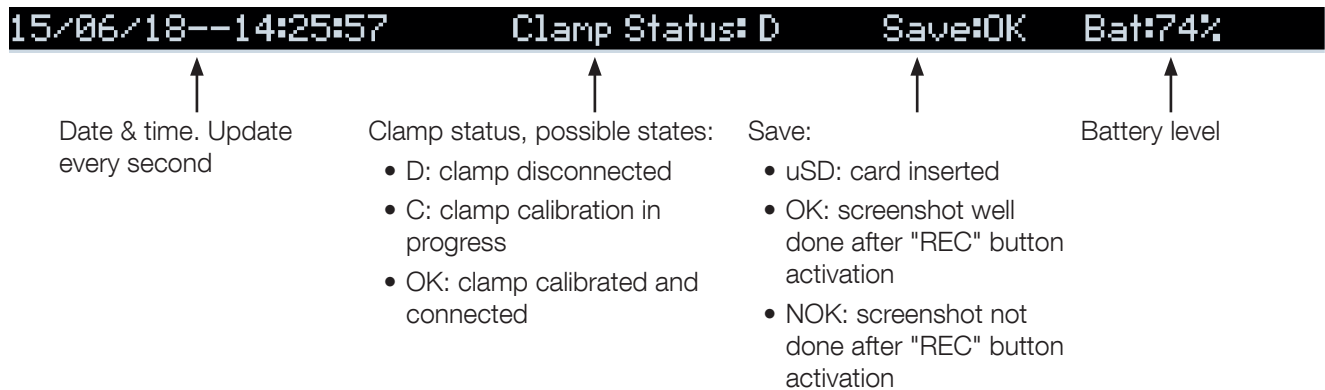 15/06/18--14:25:57 Clamp Status: D Save:OK Bat:74%
Date & time. Update
every second
Clamp status, possible states:
• D: clamp disconnected
• C: clamp calibration in
progress
• OK: clamp calibrated and
connected
Save:
• uSD: card inserted
• OK: screenshot well
done after "REC" button
activation
• NOK: screenshot not
done after "REC" button
activation
Battery level